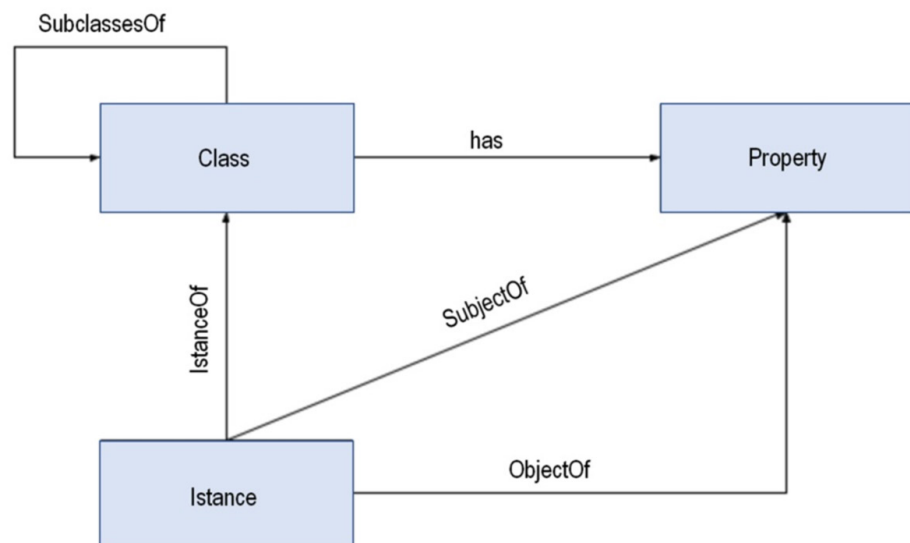 SubclassesOf
Class
has
Property
IstanceOf
SubjectOf
Istance
ObjectOf